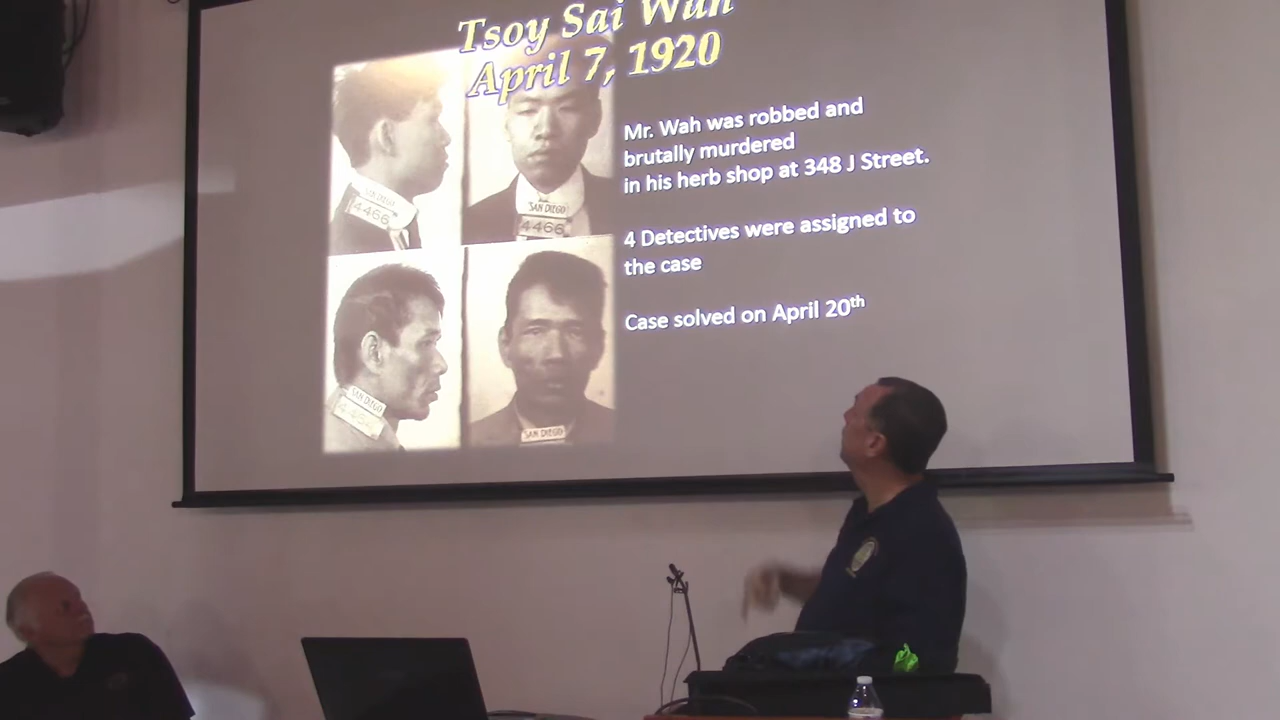 Tsoy Sai Wah
April 7, 1920
Mr. Wah was robbed and
brutally murdered
in his herb shop at 348 J Street.
4 Detectives were assigned to
the case
Case solved on April 20th
SAN DIEGO
4466
SAN DIEGO
4466
SAN DIEGO
SAN DIEGO